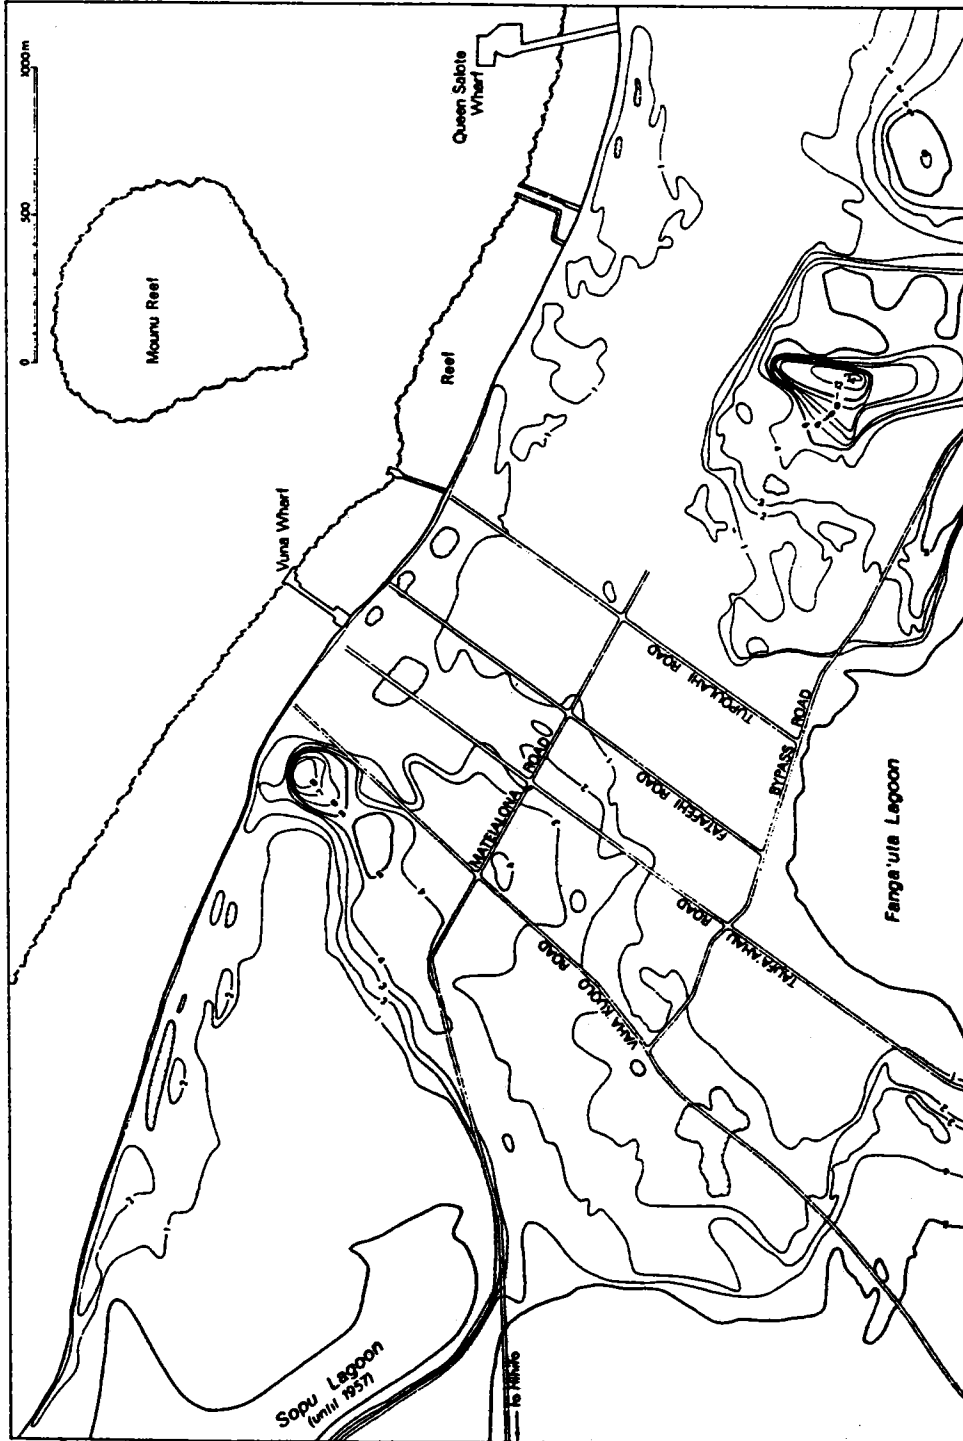 0 500 1000m
Mounu Reef
Queen Salote
Wharf
Reef
Vuna Wharf
MATEIALONA ROAD
TUPOULAHI ROAD
FATAFEHI ROAD
BYPASS ROAD
VAHA'KUOLO ROAD
TAUFA'AHAU ROAD
Fanga'uta Lagoon
Sopu Lagoon
(until 1957)
to Hihifo